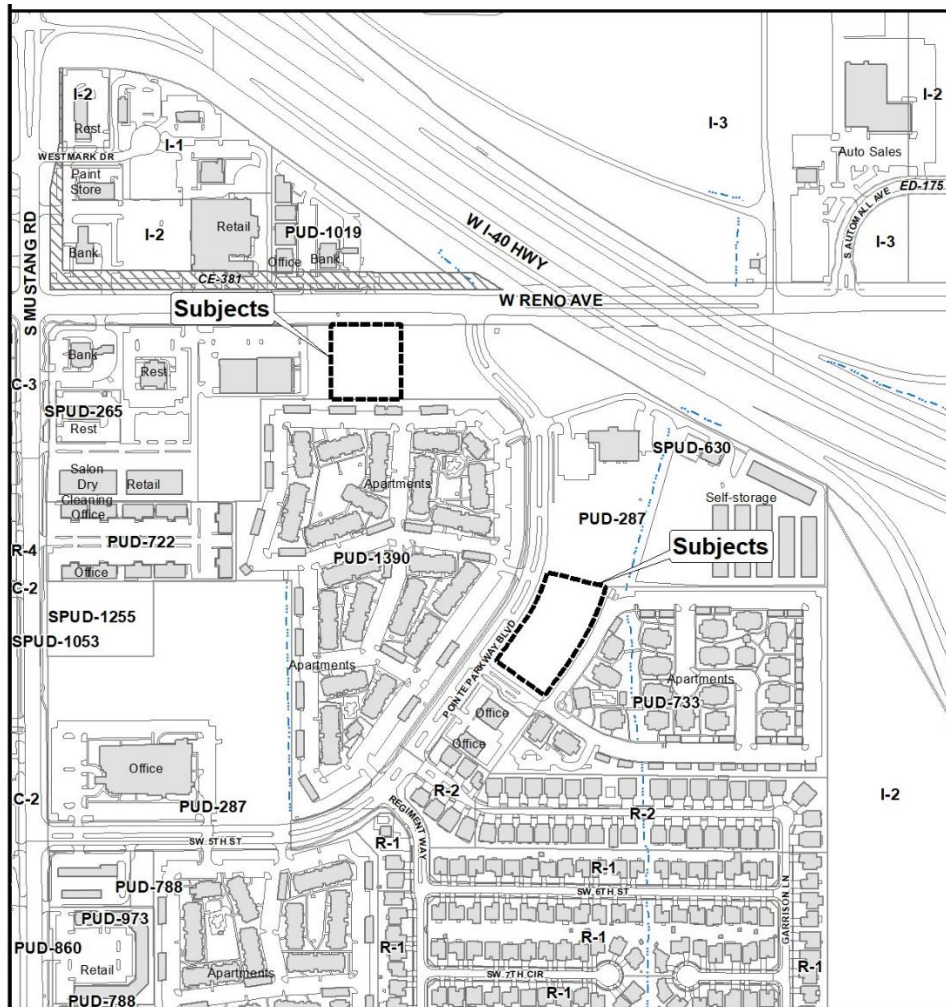 I-2
Rest
WESTMARK DR
I-1
Paint
Store
I-2
Retail
Bank
PUD-1019
Office
Bank
CE-381
S MUSTANG RD
W I-40 HWY
W RENO AVE
I-3
I-2
Auto Sales
ED-175
S AUTOMALL AVE
I-3
Subjects
Bank
Rest
C-3
SPUD-265
Rest
Salon
Dry
Cleaning
Office
Retail
R-4
PUD-722
C-2
Office
SPUD-1255
SPUD-1053
Apartments
PUD-1390
Apartments
SPUD-630
Self-storage
PUD-287
Subjects
POINTE PARKWAY BLVD
Apartments
PUD-733
Office
Office
Office
C-2
PUD-287
SW 5TH ST
R-2
REGIMENT WAY
R-1
R-2
I-2
R-1
SW 6TH ST
GARRISON LN
R-1
R-1
SW 7TH CIR
R-1
PUD-788
PUD-973
PUD-860
Retail
Apartments
PUD-788